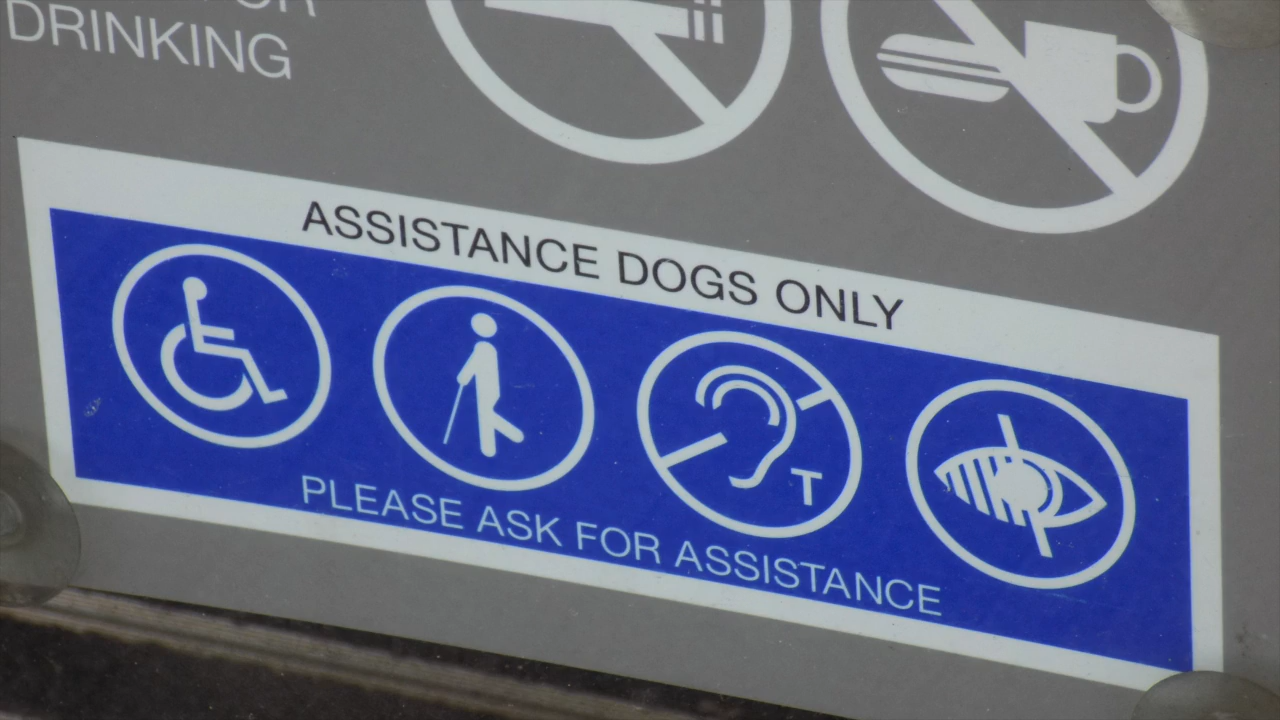 DRINKING
ASSISTANCE DOGS ONLY
T
PLEASE ASK FOR ASSISTANCE